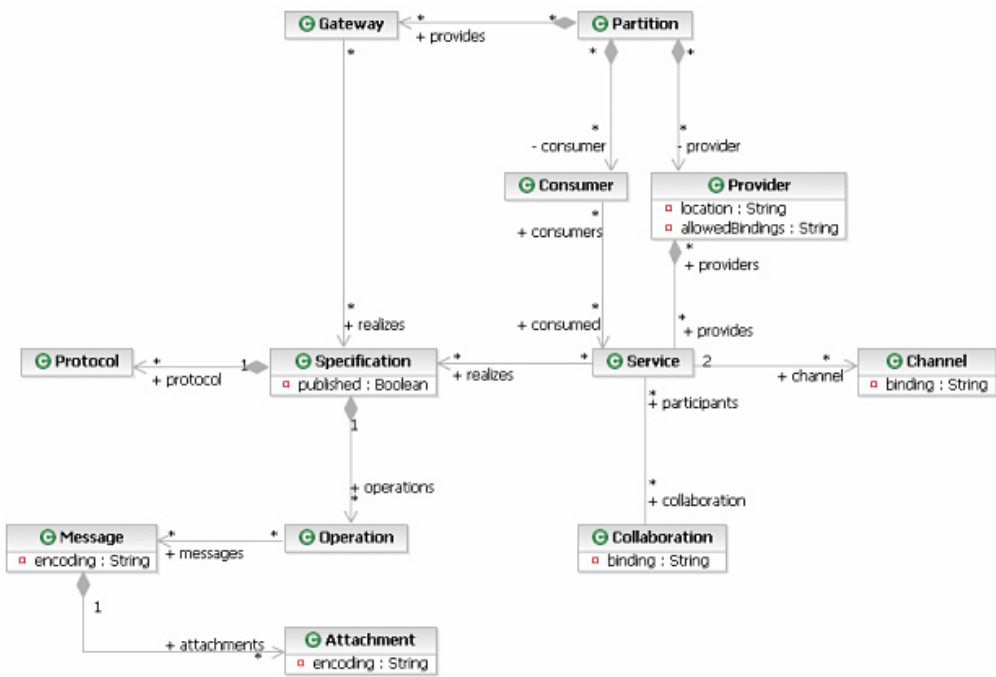 Gateway
*
+ provides
*
Partition
*
*
*
*
- consumer
*
- provider
Consumer
Provider
location : String
allowedBindings : String
*
+ consumers
*
+ providers
*
+ realizes
*
+ consumed
*
+ provides
Protocol
*
+ protocol
1
Specification
published : Boolean
*
+ realizes
*
Service
2
*
+ channel
Channel
binding : String
1
*
+ participants
+ operations
*
*
+ collaboration
Message
encoding : String
*
+ messages
*
Operation
Collaboration
binding : String
1
+ attachments
*
Attachment
encoding : String